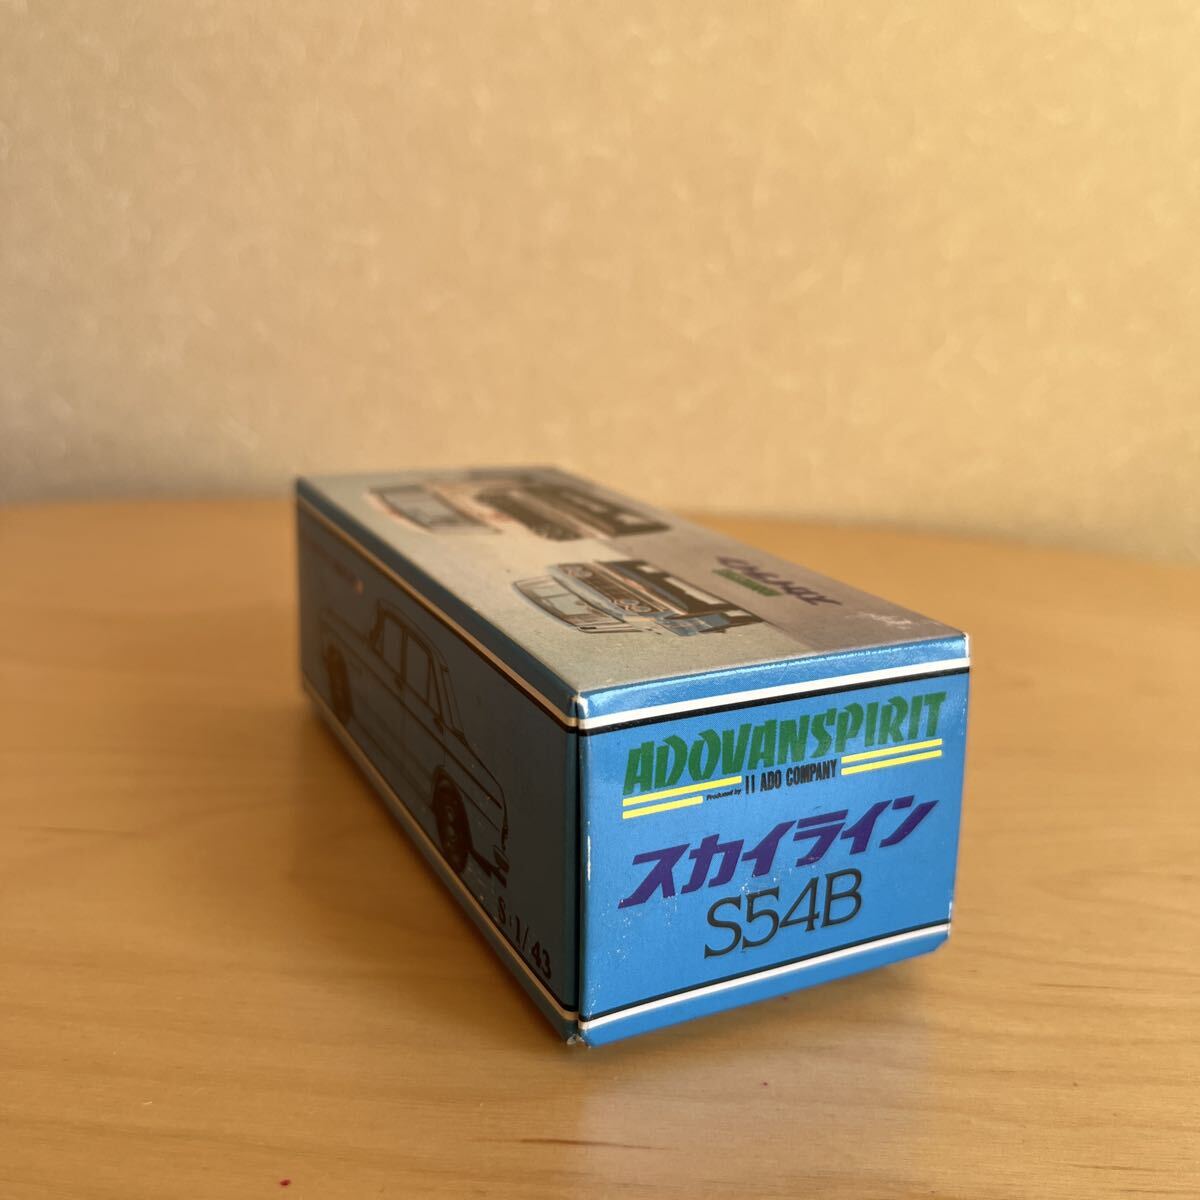 ADOVANSPIRIT
Produced by 11 ADO COMPANY
スカイライン
S54B
S・1/43